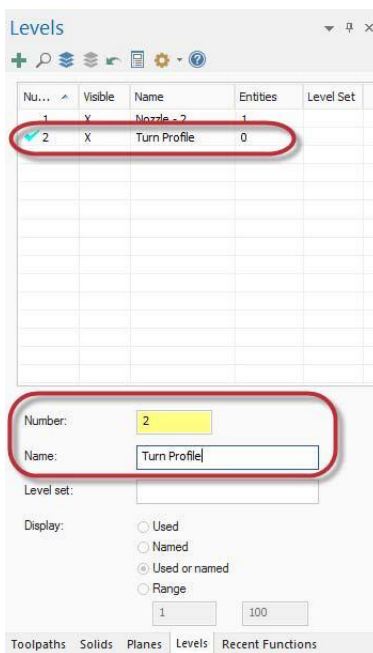 Levels
Nu... Visible Name Entities Level Set
1 X Nozzle - 2 1
2 X Turn Profile 0
Number: 2
Name: Turn Profile
Level set:
Display: Used
Named
Used or named
Range
1 100
Toolpaths Solids Planes Levels Recent Functions